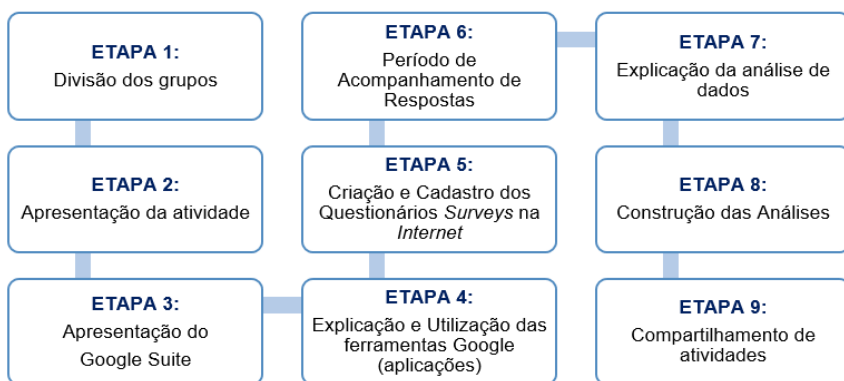 ETAPA 1:
Divisão dos grupos
ETAPA 2:
Apresentação da atividade
ETAPA 3:
Apresentação do
Google Suite
ETAPA 4:
Explicação e Utilização das
ferramentas Google
(aplicações)
ETAPA 5:
Criação e Cadastro dos
Questionários Surveys na
Internet
ETAPA 6:
Período de
Acompanhamento de
Respostas
ETAPA 7:
Explicação da análise de
dados
ETAPA 8:
Construção das Análises
ETAPA 9:
Compartilhamento de
atividades